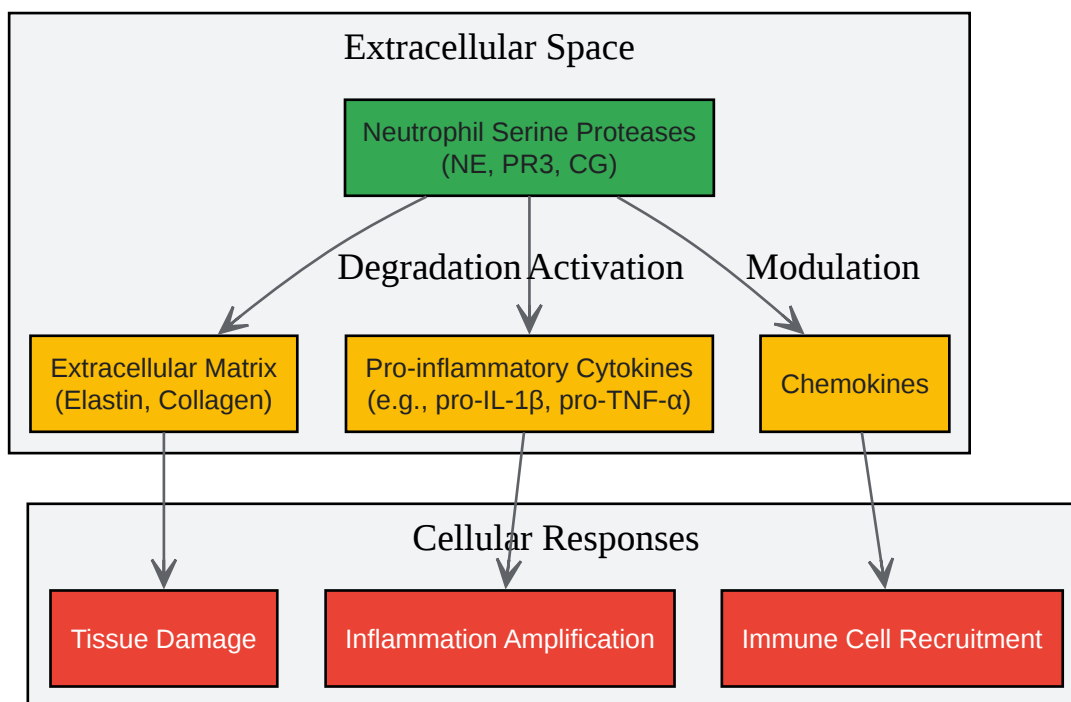 Extracellular Space
Neutrophil Serine Proteases
(NE, PR3, CG)
Degradation
Activation
Modulation
Extracellular Matrix
(Elastin, Collagen)
Pro-inflammatory Cytokines
(e.g., pro-IL-1β, pro-TNF-α)
Chemokines
Cellular Responses
Tissue Damage
Inflammation Amplification
Immune Cell Recruitment